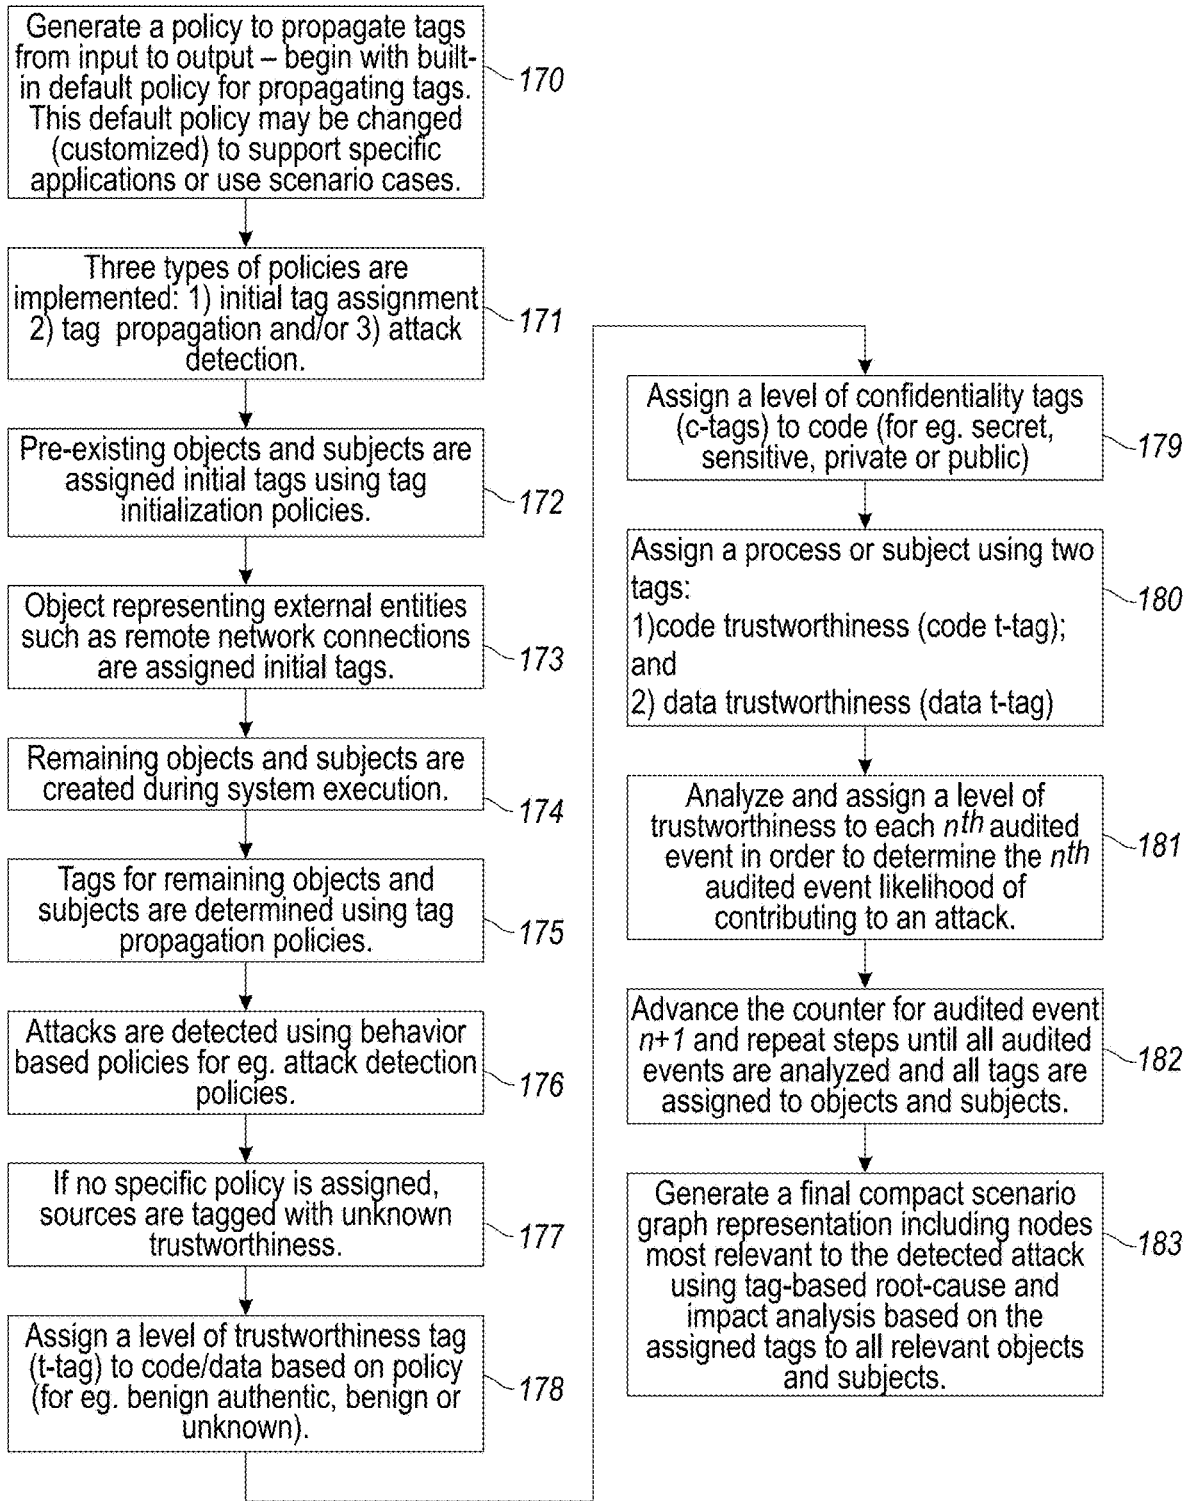 Generate a policy to propagate tags
from input to output – begin with built-
in default policy for propagating tags.
This default policy may be changed
(customized) to support specific
applications or use scenario cases.
170
Three types of policies are
implemented: 1) initial tag assignment
2) tag propagation and/or 3) attack
detection.
171
Pre-existing objects and subjects are
assigned initial tags using tag
initialization policies.
172
Object representing external entities
such as remote network connections
are assigned initial tags.
173
Remaining objects and subjects are
created during system execution.
174
Tags for remaining objects and
subjects are determined using tag
propagation policies.
175
Attacks are detected using behavior
based policies for eg. attack detection
policies.
176
If no specific policy is assigned,
sources are tagged with unknown
trustworthiness.
177
Assign a level of trustworthiness tag
(t-tag) to code/data based on policy
(for eg. benign authentic, benign or
unknown).
178
Assign a level of confidentiality tags
(c-tags) to code (for eg. secret,
sensitive, private or public)
179
Assign a process or subject using two
tags:
1)code trustworthiness (code t-tag);
and
2) data trustworthiness (data t-tag)
180
Analyze and assign a level of
trustworthiness to each nth audited
event in order to determine the nth
audited event likelihood of
contributing to an attack.
181
Advance the counter for audited event
n+1 and repeat steps until all audited
events are analyzed and all tags are
assigned to objects and subjects.
182
Generate a final compact scenario
graph representation including nodes
most relevant to the detected attack
using tag-based root-cause and
impact analysis based on the
assigned tags to all relevant objects
and subjects.
183